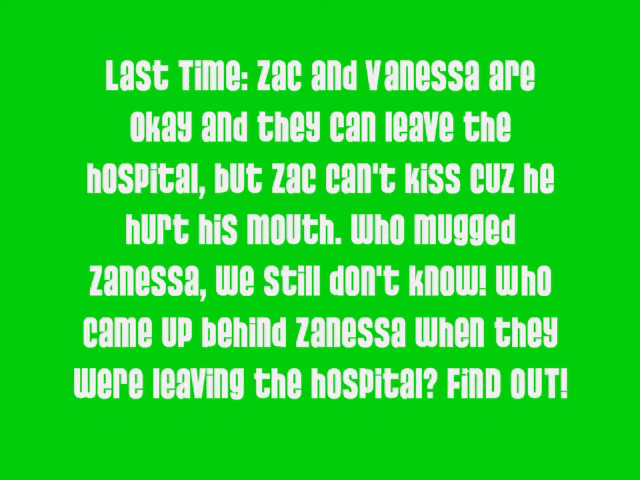 Last Time: Zac and Vanessa are
okay and they can leave the
hospital, but Zac can't kiss cuz he
hurt his mouth. Who mugged
Zanessa, we still don't know! Who
came up behind Zanessa when they
were leaving the hospital? FIND OUT!